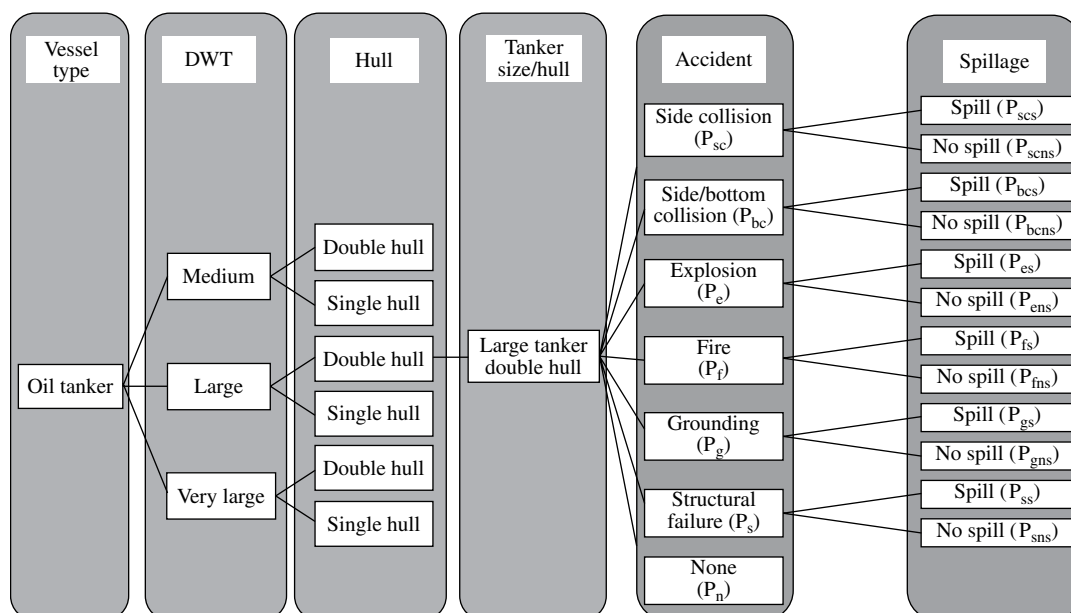 Vessel
type
DWT
Hull
Tanker
size/hull
Accident
Spillage
Oil tanker
Medium
Large
Very large
Double hull
Single hull
Double hull
Single hull
Double hull
Single hull
Large tanker
double hull
Side collision
(P_sc)
Side/bottom
collision (P_bc)
Explosion
(P_e)
Fire
(P_f)
Grounding
(P_g)
Structural
failure (P_s)
None
(P_n)
Spill (P_scs)
No spill (P_scns)
Spill (P_bcs)
No spill (P_bcns)
Spill (P_es)
No spill (P_ens)
Spill (P_fs)
No spill (P_fns)
Spill (P_gs)
No spill (P_gns)
Spill (P_ss)
No spill (P_sns)